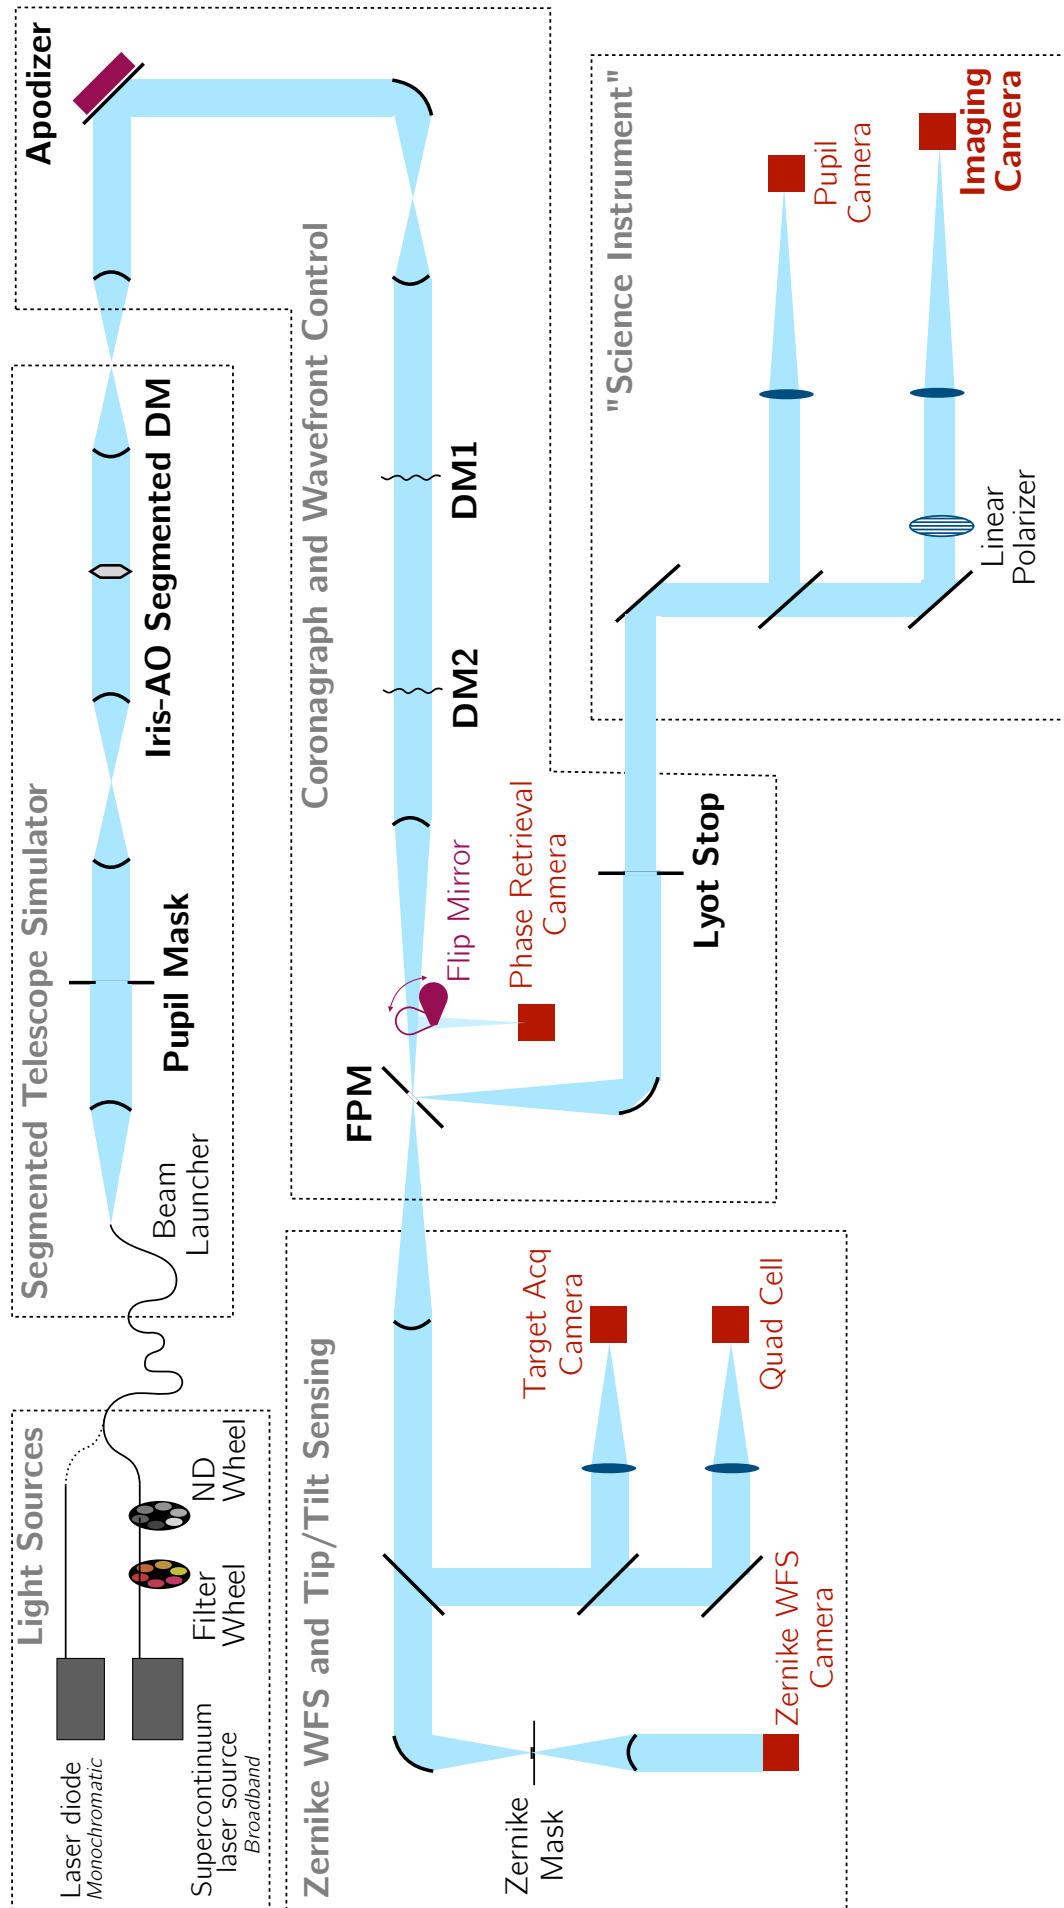 Light Sources
Laser diode
Monochromatic
Supercontinuum
laser source
Broadband
Filter
Wheel
ND
Wheel
Segmented Telescope Simulator
Beam
Launcher
Pupil Mask
Iris-AO Segmented DM
Apodizer
Coronagraph and Wavefront Control
DM1
DM2
Flip Mirror
Phase Retrieval
Camera
FPM
Lyot Stop
Zernike WFS and Tip/Tilt Sensing
Target Acq
Camera
Quad Cell
Zernike WFS
Camera
Zernike
Mask
"Science Instrument"
Pupil
Camera
Imaging
Camera
Linear
Polarizer